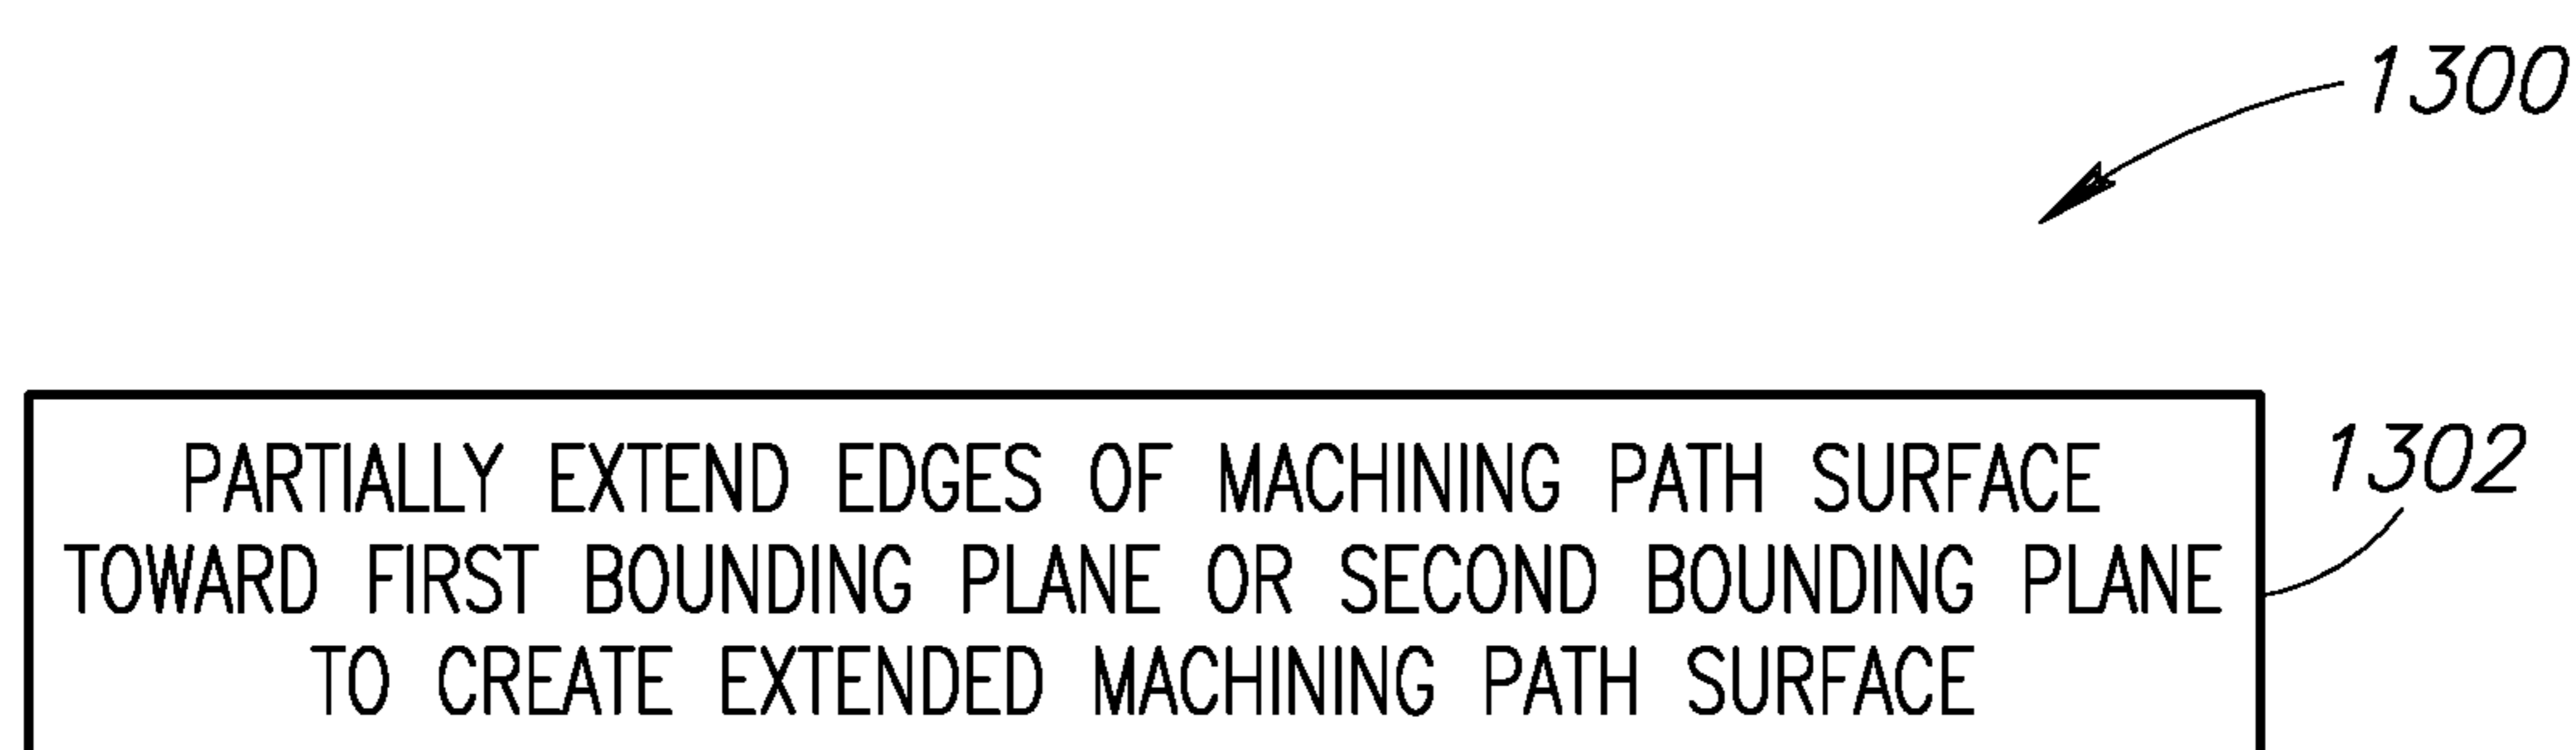 1300
PARTIALLY EXTEND EDGES OF MACHINING PATH SURFACE
1302
TOWARD FIRST BOUNDING PLANE OR SECOND BOUNDING PLANE
TO CREATE EXTENDED MACHINING PATH SURFACE